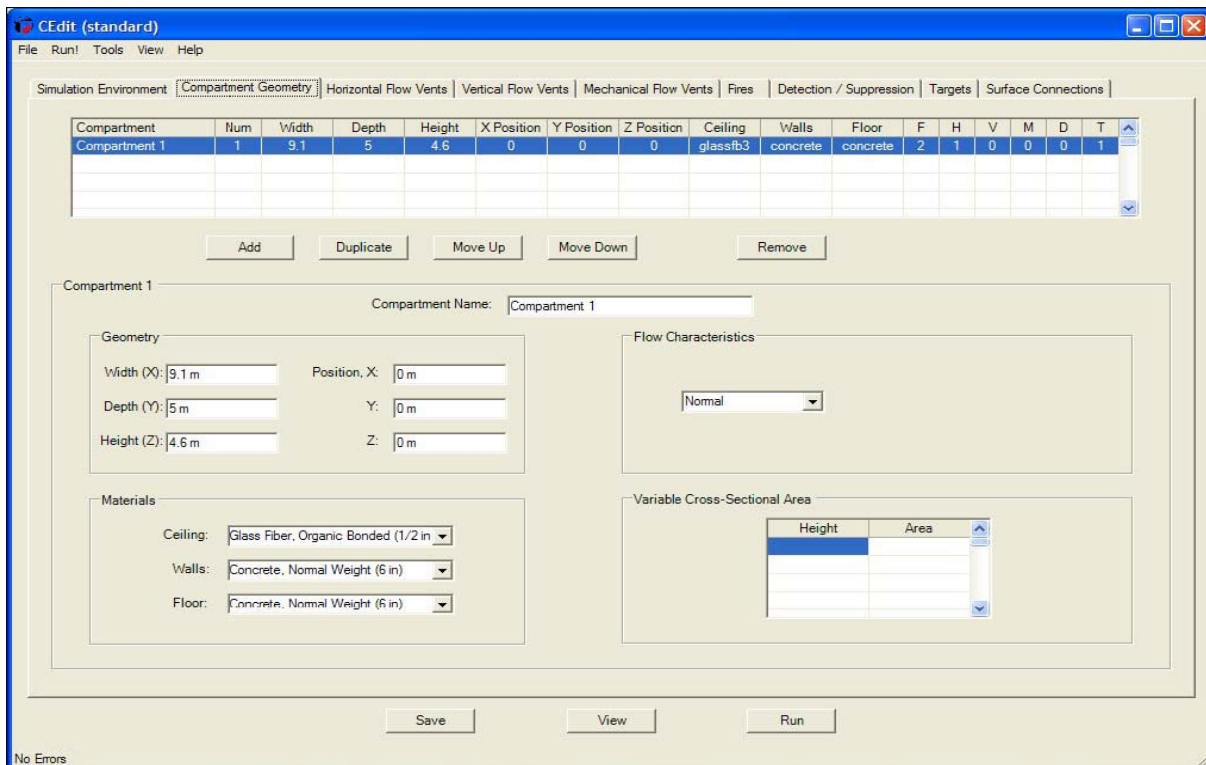 CEdit (standard)
File Run! Tools View Help
Simulation Environment Compartment Geometry Horizontal Flow Vents Vertical Flow Vents Mechanical Flow Vents Fires Detection / Suppression Targets Surface Connections
Compartment Num Width Depth Height X Position Y Position Z Position Ceiling Walls Floor F H V M D T
Compartment 1 1 9.1 5 4.6 0 0 0 glassfb3 concrete concrete 2 1 0 0 0 1
Add Duplicate Move Up Move Down Remove
Compartment 1
Compartment Name: Compartment 1
Geometry
Width (X): 9.1 m Position, X: 0 m
Depth (Y): 5 m Y: 0 m
Height (Z): 4.6 m Z: 0 m
Flow Characteristics
Normal
Materials
Ceiling: Glass Fiber, Organic Bonded (1/2 in
Walls: Concrete, Normal Weight (6 in)
Floor: Concrete, Normal Weight (6 in)
Variable Cross-Sectional Area
Height Area
Save View Run
No Errors